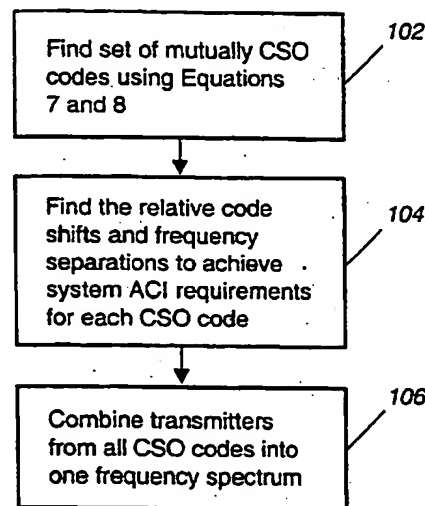 Find set of mutually CSO
codes using Equations
7 and 8
102
Find the relative code
shifts and frequency
separations to achieve
system ACI requirements
for each CSO code
104
Combine transmitters
from all CSO codes into
one frequency spectrum
106